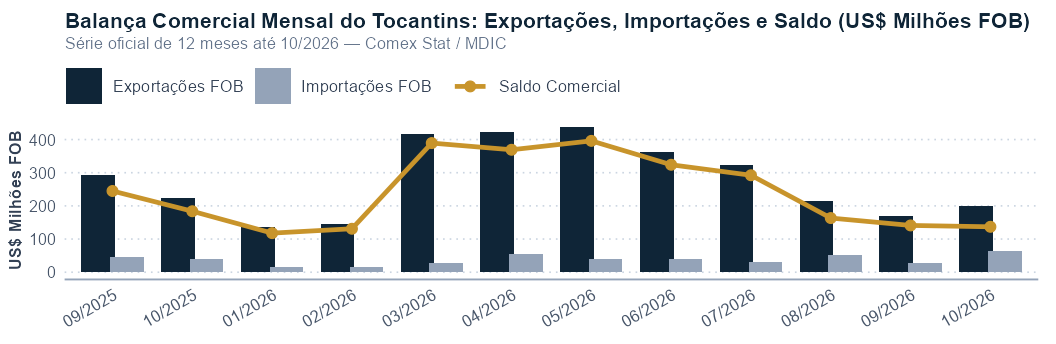 Balança Comercial Mensal do Tocantins: Exportações, Importações e Saldo (US$ Milhões FOB)
Série oficial de 12 meses até 10/2026 — Comex Stat / MDIC
Exportações FOB
Importações FOB
Saldo Comercial
US$ Milhões FOB
400
300
200
100
0
09/2025
10/2025
01/2026
02/2026
03/2026
04/2026
05/2026
06/2026
07/2026
08/2026
09/2026
10/2026